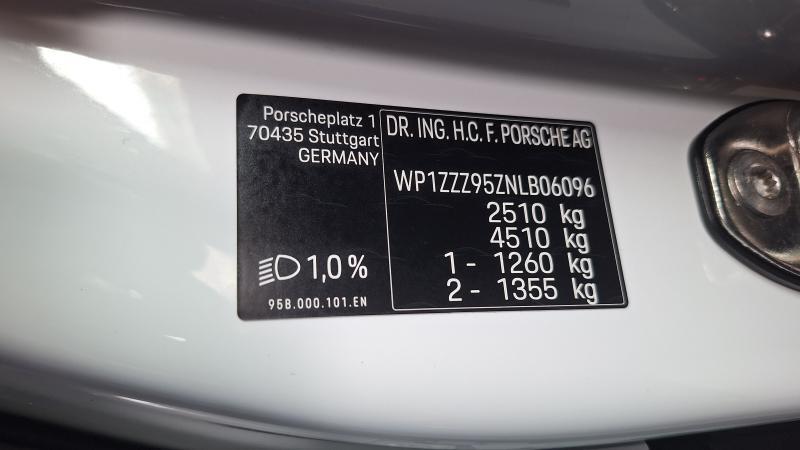 Porscheplatz 1
70435 Stuttgart
GERMANY
1,0 %
95B.000.101.EN
DR. ING. H.C. F. PORSCHE AG
WP1ZZZ95ZNLB06096
2510 kg
4510 kg
1 - 1260 kg
2 - 1355 kg